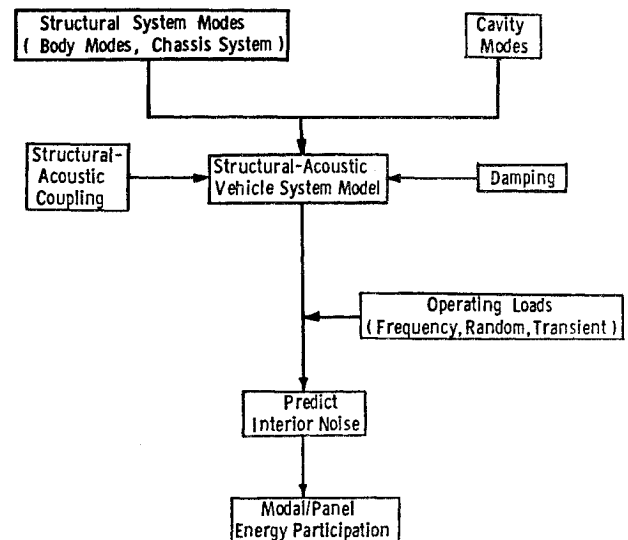 Structural System Modes
( Body Modes, Chassis System )
Cavity
Modes
Structural-
Acoustic
Coupling
Structural-Acoustic
Vehicle System Model
Damping
Operating Loads
(Frequency, Random, Transient)
Predict
Interior Noise
Modal/Panel
Energy Participation